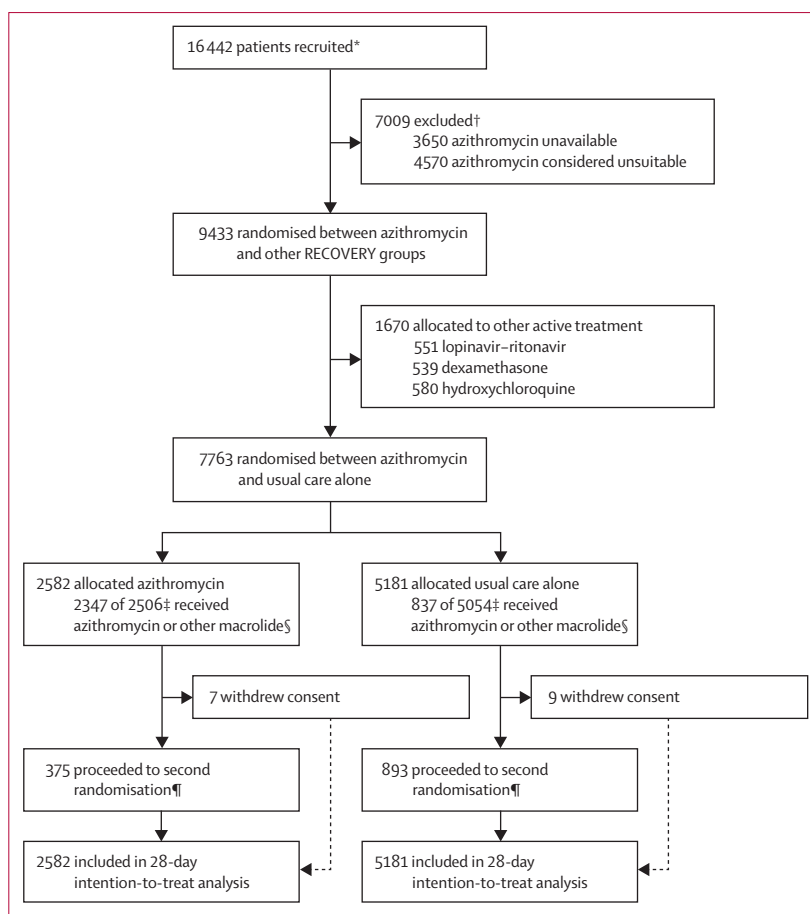 16 442 patients recruited*
7009 excluded†
3650 azithromycin unavailable
4570 azithromycin considered unsuitable
9433 randomised between azithromycin
and other RECOVERY groups
1670 allocated to other active treatment
551 lopinavir–ritonavir
539 dexamethasone
580 hydroxychloroquine
7763 randomised between azithromycin
and usual care alone
2582 allocated azithromycin
2347 of 2506‡ received
azithromycin or other macrolide§
5181 allocated usual care alone
837 of 5054‡ received
azithromycin or other macrolide§
7 withdrew consent
9 withdrew consent
375 proceeded to second
randomisation¶
893 proceeded to second
randomisation¶
2582 included in 28-day
intention-to-treat analysis
5181 included in 28-day
intention-to-treat analysis